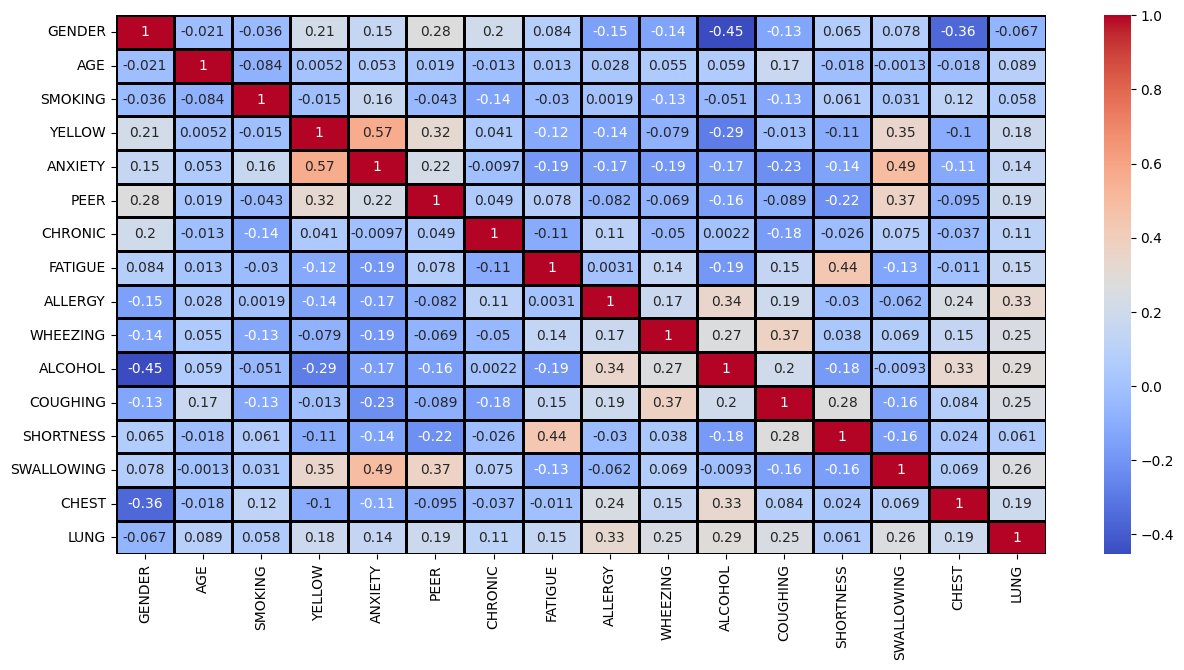 GENDER 1 -0.021 -0.036 0.21 0.15 0.28 0.2 0.084 -0.15 -0.14 -0.45 -0.13 0.065 0.078 -0.36 -0.067
AGE -0.021 1 -0.084 0.0052 0.053 0.019 -0.013 0.013 0.028 0.055 0.059 0.17 -0.018 -0.0013 -0.018 0.089
SMOKING -0.036 -0.084 1 -0.015 0.16 -0.043 -0.14 -0.03 0.0019 -0.13 -0.051 -0.13 0.061 0.031 0.12 0.058
YELLOW 0.21 0.0052 -0.015 1 0.57 0.32 0.041 -0.12 -0.14 -0.079 -0.29 -0.013 -0.11 0.35 -0.1 0.18
ANXIETY 0.15 0.053 0.16 0.57 1 0.22 -0.0097 -0.19 -0.17 -0.19 -0.17 -0.23 -0.14 0.49 -0.11 0.14
PEER 0.28 0.019 -0.043 0.32 0.22 1 0.049 0.078 -0.082 -0.069 -0.16 -0.089 -0.22 0.37 -0.095 0.19
CHRONIC 0.2 -0.013 -0.14 0.041 -0.0097 0.049 1 -0.11 0.11 -0.05 0.0022 -0.18 -0.026 0.075 -0.037 0.11
FATIGUE 0.084 0.013 -0.03 -0.12 -0.19 0.078 -0.11 1 0.0031 0.14 -0.19 0.15 0.44 -0.13 -0.011 0.15
ALLERGY -0.15 0.028 0.0019 -0.14 -0.17 -0.082 0.11 0.0031 1 0.17 0.34 0.19 -0.03 -0.062 0.24 0.33
WHEEZING -0.14 0.055 -0.13 -0.079 -0.19 -0.069 -0.05 0.14 0.17 1 0.27 0.37 0.038 0.069 0.15 0.25
ALCOHOL -0.45 0.059 -0.051 -0.29 -0.17 -0.16 0.0022 -0.19 0.34 0.27 1 0.2 -0.18 -0.0093 0.33 0.29
COUGHING -0.13 0.17 -0.13 -0.013 -0.23 -0.089 -0.18 0.15 0.19 0.37 0.2 1 0.28 -0.16 0.084 0.25
SHORTNESS 0.065 -0.018 0.061 -0.11 -0.14 -0.22 -0.026 0.44 -0.03 0.038 -0.18 0.28 1 -0.16 0.024 0.061
SWALLOWING 0.078 -0.0013 0.031 0.35 0.49 0.37 0.075 -0.13 -0.062 0.069 -0.0093 -0.16 -0.16 1 0.069 0.26
CHEST -0.36 -0.018 0.12 -0.1 -0.11 -0.095 -0.037 -0.011 0.24 0.15 0.33 0.084 0.024 0.069 1 0.19
LUNG -0.067 0.089 0.058 0.18 0.14 0.19 0.11 0.15 0.33 0.25 0.29 0.25 0.061 0.26 0.19 1
GENDER AGE SMOKING YELLOW ANXIETY PEER CHRONIC FATIGUE ALLERGY WHEEZING ALCOHOL COUGHING SHORTNESS SWALLOWING CHEST LUNG
1.0
0.8
0.6
0.4
0.2
0.0
−0.2
−0.4